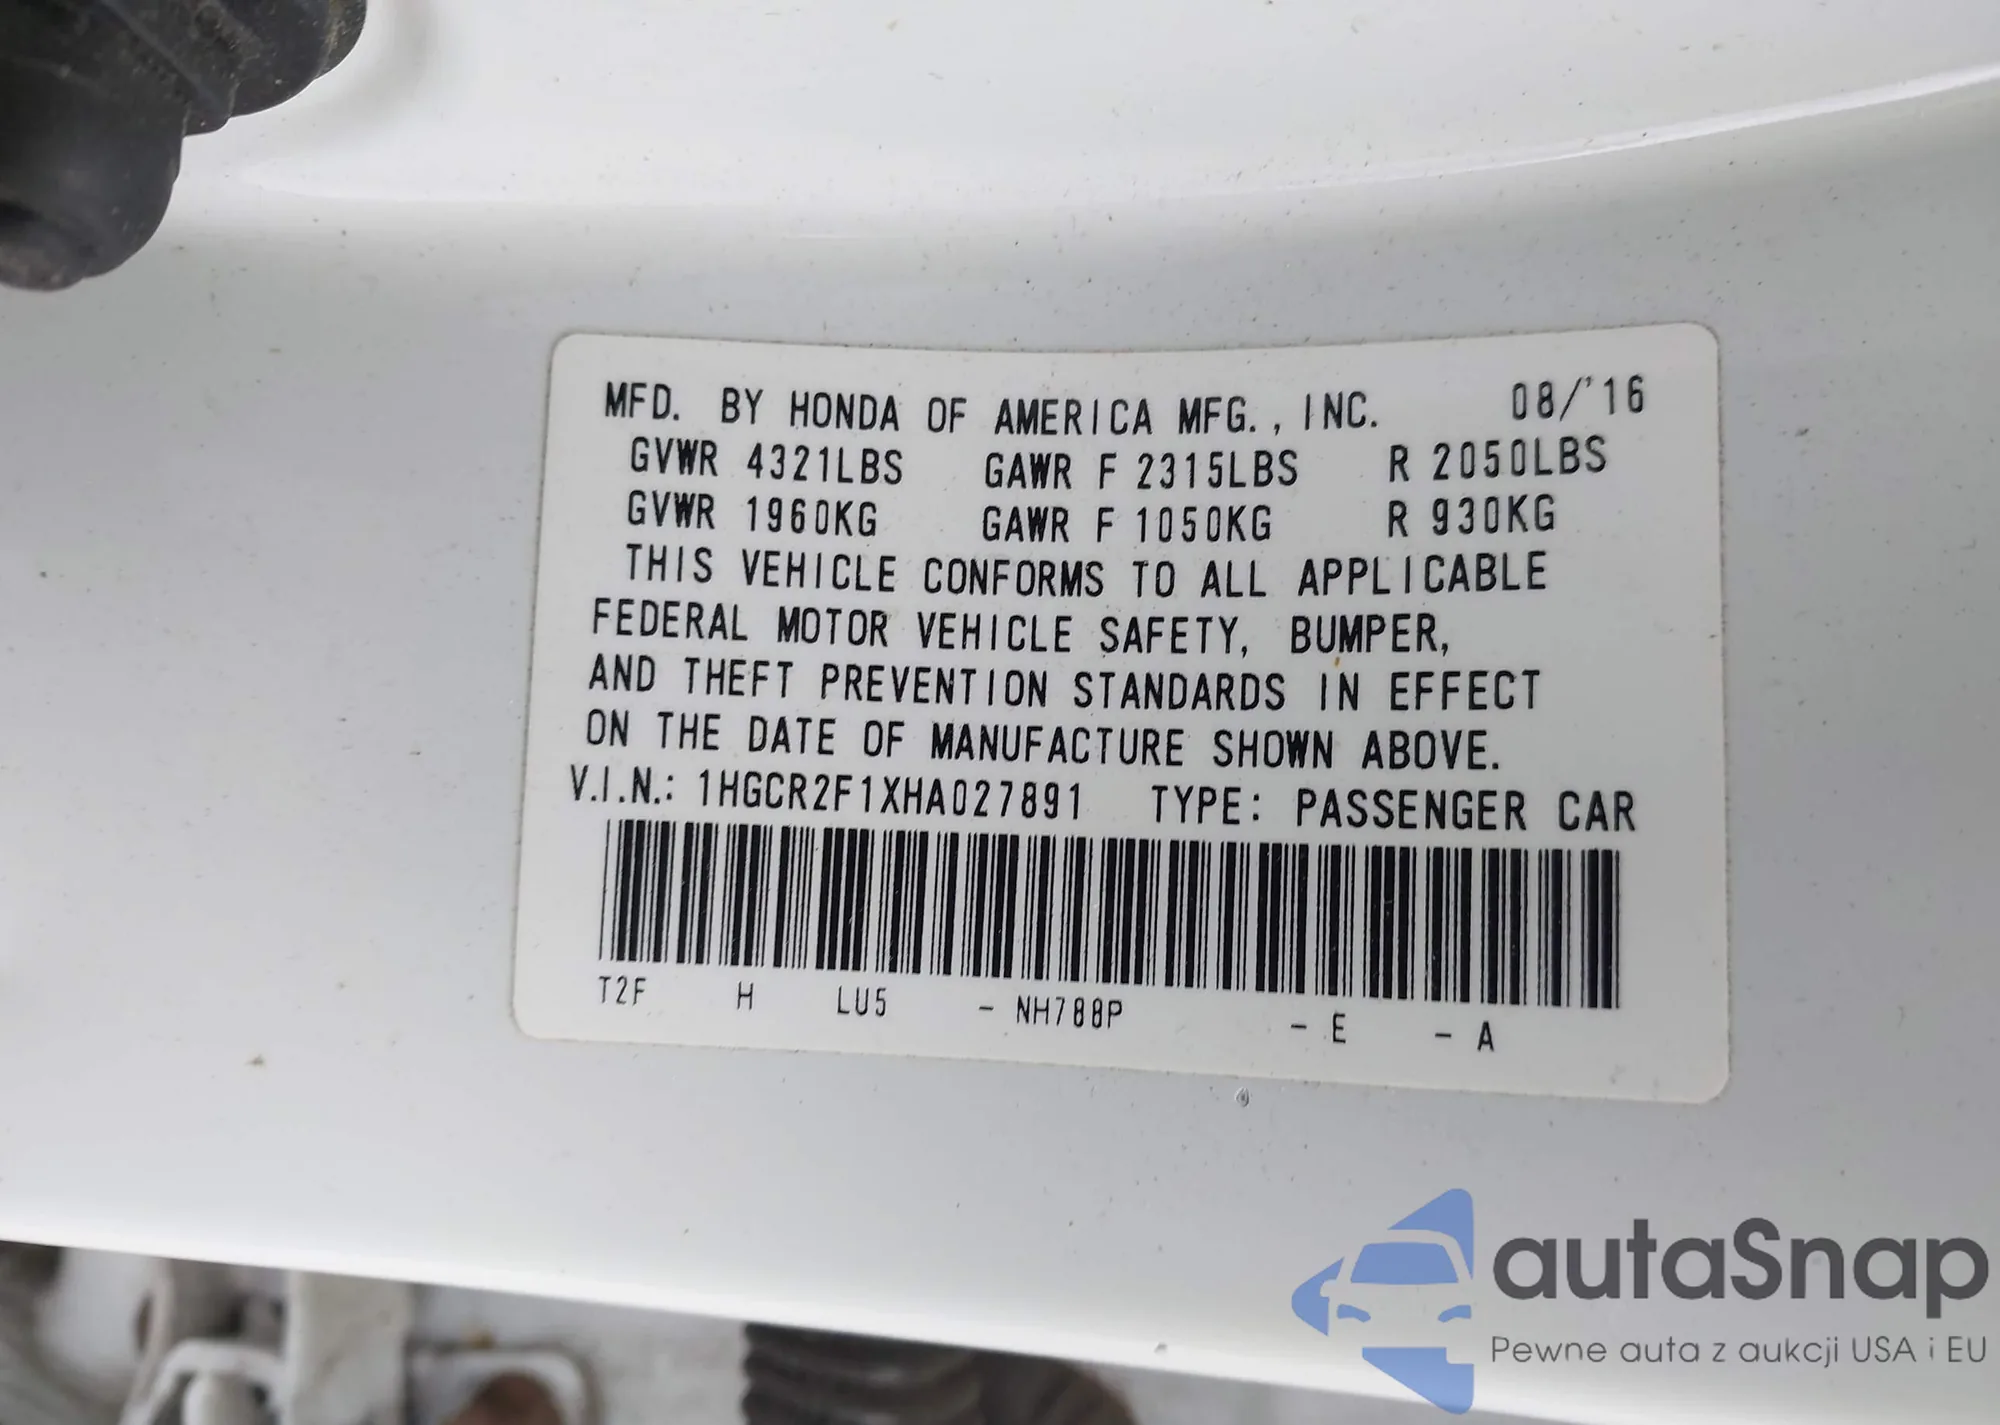 MFD. BY HONDA OF AMERICA MFG., INC. 08/'16
GVWR 4321LBS GAWR F 2315LBS R 2050LBS
GVWR 1960KG GAWR F 1050KG R 930KG
THIS VEHICLE CONFORMS TO ALL APPLICABLE
FEDERAL MOTOR VEHICLE SAFETY, BUMPER,
AND THEFT PREVENTION STANDARDS IN EFFECT
ON THE DATE OF MANUFACTURE SHOWN ABOVE.
V.I.N.: 1HGCR2F1XHA027891 TYPE: PASSENGER CAR
T2F H LU5 - NH788P - E - A
autaSnap
Pewne auta z aukcji USA i EU